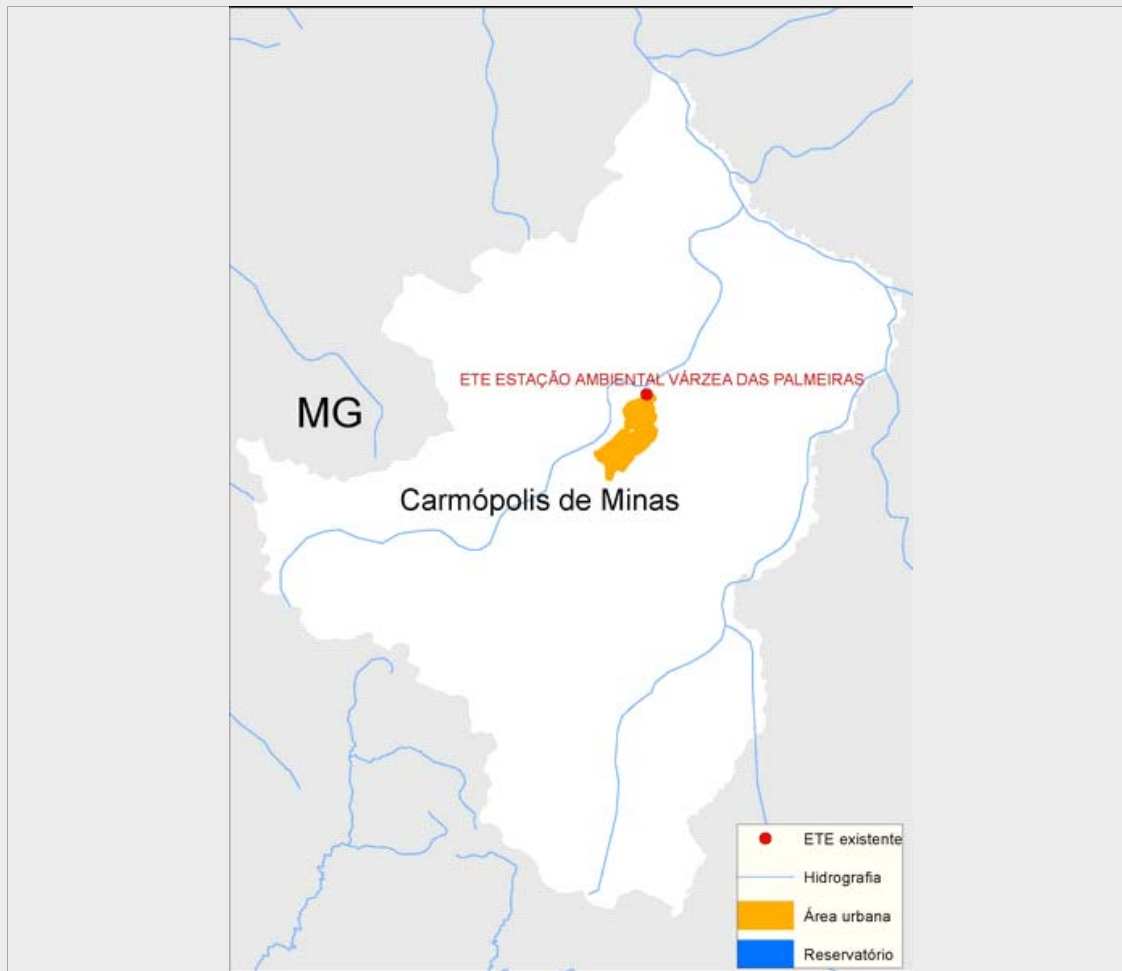 ETE ESTAÇÃO AMBIENTAL VÁRZEA DAS PALMEIRAS
MG
Carmópolis de Minas
ETE existente
Hidrografia
Área urbana
Reservatório